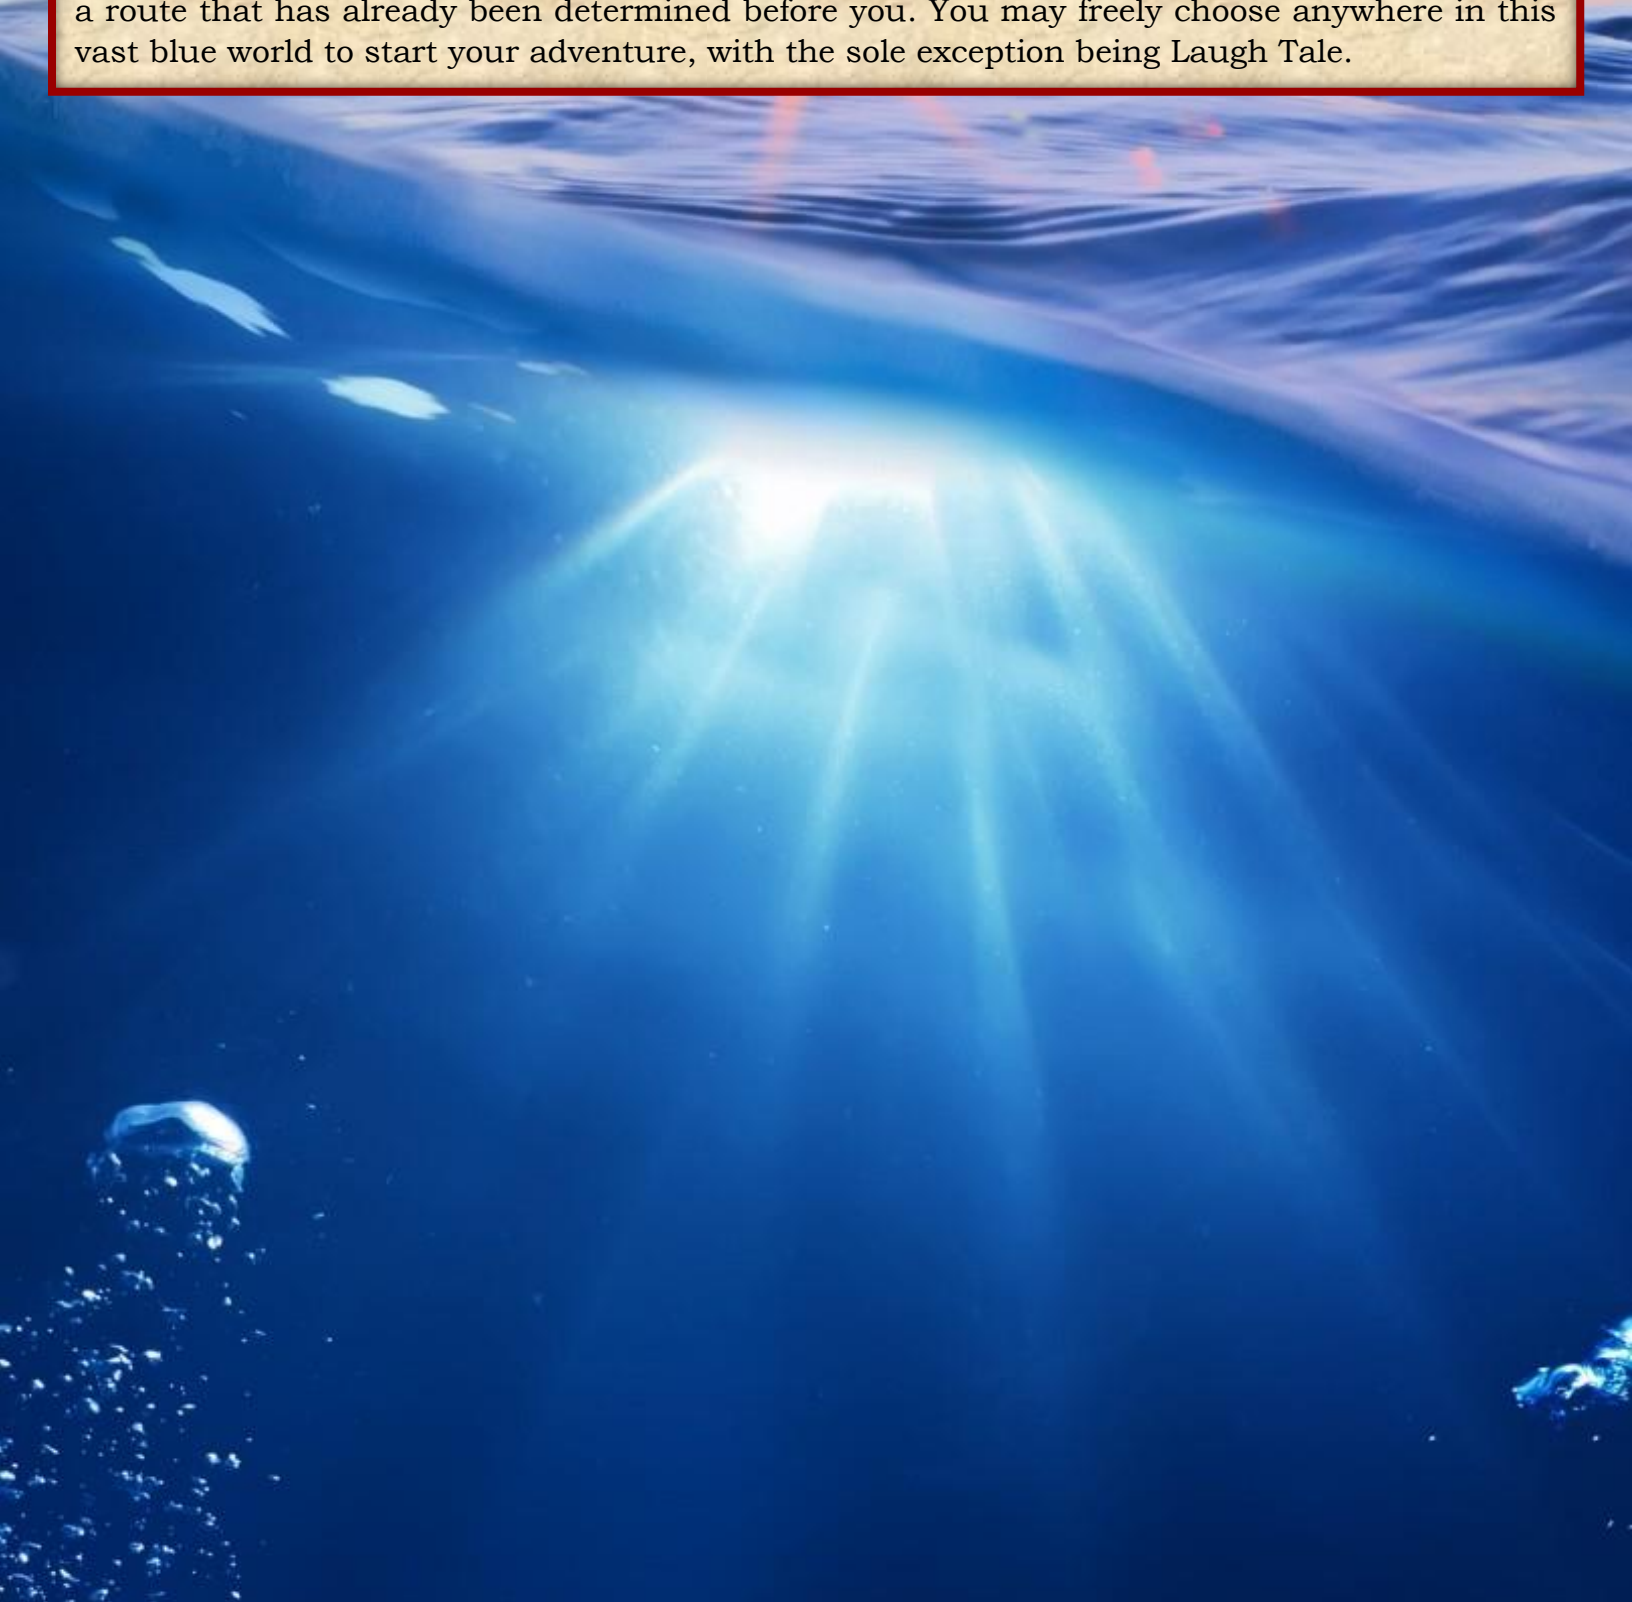 a route that has already been determined before you. You may freely choose anywhere in this
vast blue world to start your adventure, with the sole exception being Laugh Tale.